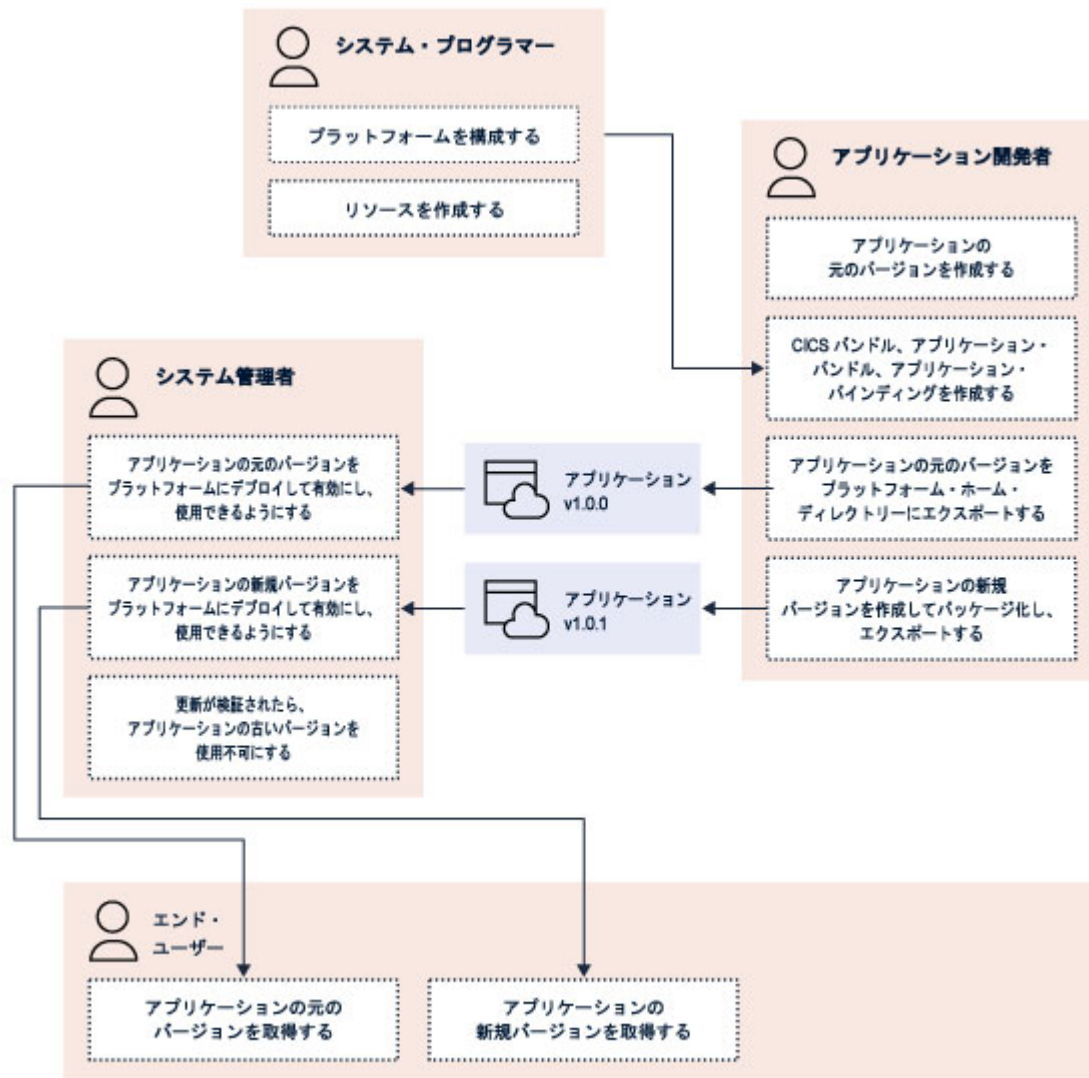 システム・プログラマー
プラットフォームを構成する
リソースを作成する
アプリケーション開発者
アプリケーションの
元のバージョンを作成する
CICS バンドル、アプリケーション・
バンドル、アプリケーション・
バインディングを作成する
アプリケーションの元のバージョンを
プラットフォーム・ホーム・
ディレクトリーにエクスポートする
アプリケーションの新規
バージョンを作成してパッケージ化し、
エクスポートする
アプリケーション
v1.0.0
アプリケーション
v1.0.1
システム管理者
アプリケーションの元のバージョンを
プラットフォームにデプロイして有効にし、
使用できるようにする
アプリケーションの新規バージョンを
プラットフォームにデプロイして有効にし、
使用できるようにする
更新が検証されたら、
アプリケーションの古いバージョンを
使用不可にする
エンド・
ユーザー
アプリケーションの元の
バージョンを取得する
アプリケーションの
新規バージョンを取得する